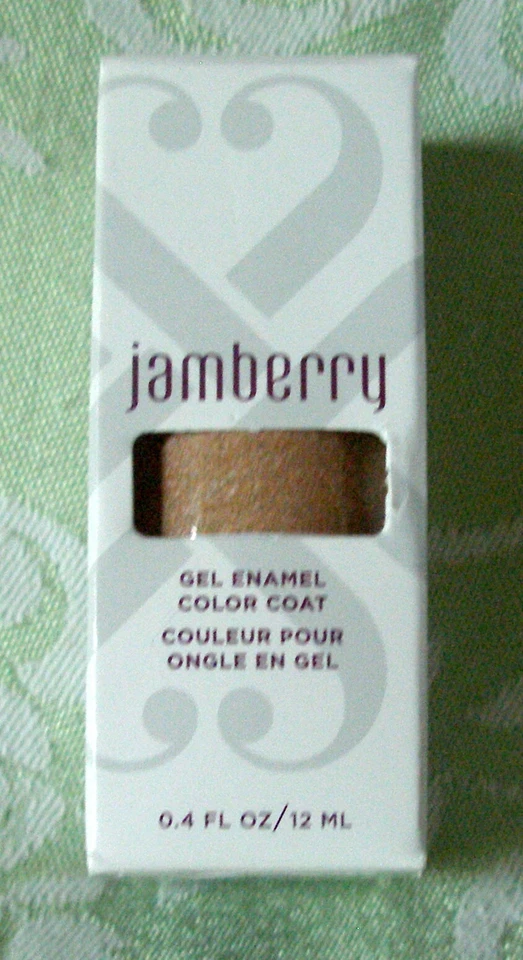 jamberry
GEL ENAMEL
COLOR COAT
COULEUR POUR
ONGLE EN GEL
0.4 FL OZ/12 ML